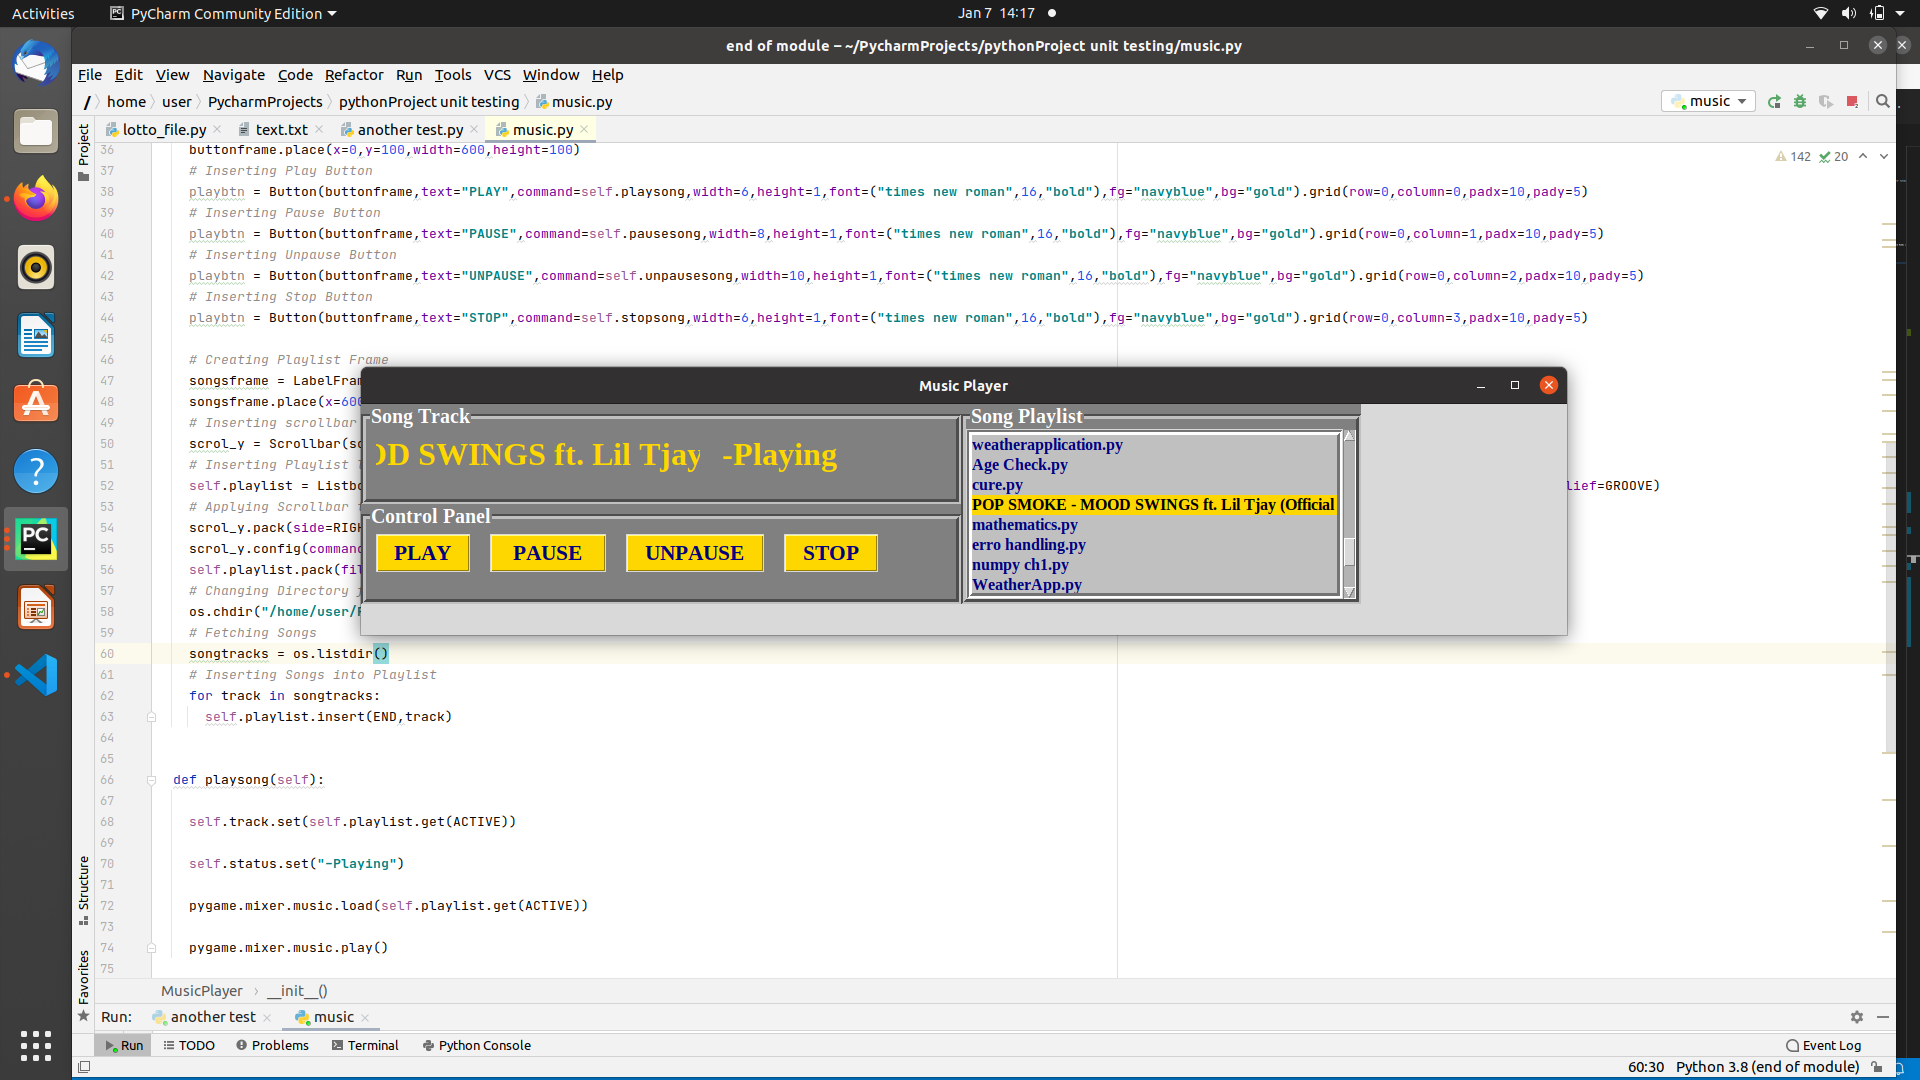 Activities
PyCharm Community Edition
Jan 7 14:17
end of module – ~/PycharmProjects/pythonProject unit testing/music.py
File Edit View Navigate Code Refactor Run Tools VCS Window Help
/ home user PycharmProjects pythonProject unit testing music.py
music
Project
lotto_file.py text.txt another test.py music.py
142 20
36 buttonframe.place(x=0,y=100,width=600,height=100)
37 # Inserting Play Button
38 playbtn = Button(buttonframe,text="PLAY",command=self.playsong,width=6,height=1,font=("times new roman",16,"bold"),fg="navyblue",bg="gold").grid(row=0,column=0,padx=10,pady=5)
39 # Inserting Pause Button
40 playbtn = Button(buttonframe,text="PAUSE",command=self.pausesong,width=8,height=1,font=("times new roman",16,"bold"),fg="navyblue",bg="gold").grid(row=0,column=1,padx=10,pady=5)
41 # Inserting Unpause Button
42 playbtn = Button(buttonframe,text="UNPAUSE",command=self.unpausesong,width=10,height=1,font=("times new roman",16,"bold"),fg="navyblue",bg="gold").grid(row=0,column=2,padx=10,pady=5)
43 # Inserting Stop Button
44 playbtn = Button(buttonframe,text="STOP",command=self.stopsong,width=6,height=1,font=("times new roman",16,"bold"),fg="navyblue",bg="gold").grid(row=0,column=3,padx=10,pady=5)
45
46 # Creating Playlist Frame
47 songsframe = LabelFram
48 songsframe.place(x=600
49 # Inserting scrollbar
50 scrol_y = Scrollbar(so
51 # Inserting Playlist
52 self.playlist = Listbo lief=GROOVE)
53 # Applying Scrollbar
54 scrol_y.pack(side=RIGH
55 scrol_y.config(comman
56 self.playlist.pack(fil
57 # Changing Directory
58 os.chdir("/home/user/
59 # Fetching Songs
60 songtracks = os.listdir()
61 # Inserting Songs into Playlist
62 for track in songtracks:
63 self.playlist.insert(END,track)
64
65
66 def playsong(self):
67
68 self.track.set(self.playlist.get(ACTIVE))
69
70 self.status.set("-Playing")
71
72 pygame.mixer.music.load(self.playlist.get(ACTIVE))
73
74 pygame.mixer.music.play()
75
Music Player
Song Track
OD SWINGS ft. Lil Tjay -Playing
Control Panel
PLAY PAUSE UNPAUSE STOP
Song Playlist
weatherapplication.py
Age Check.py
cure.py
POP SMOKE - MOOD SWINGS ft. Lil Tjay (Official
mathematics.py
erro handling.py
numpy ch1.py
WeatherApp.py
Structure
Favorites
MusicPlayer __init__()
Run: another test music
Run TODO Problems Terminal Python Console
Event Log
60:30 Python 3.8 (end of module)